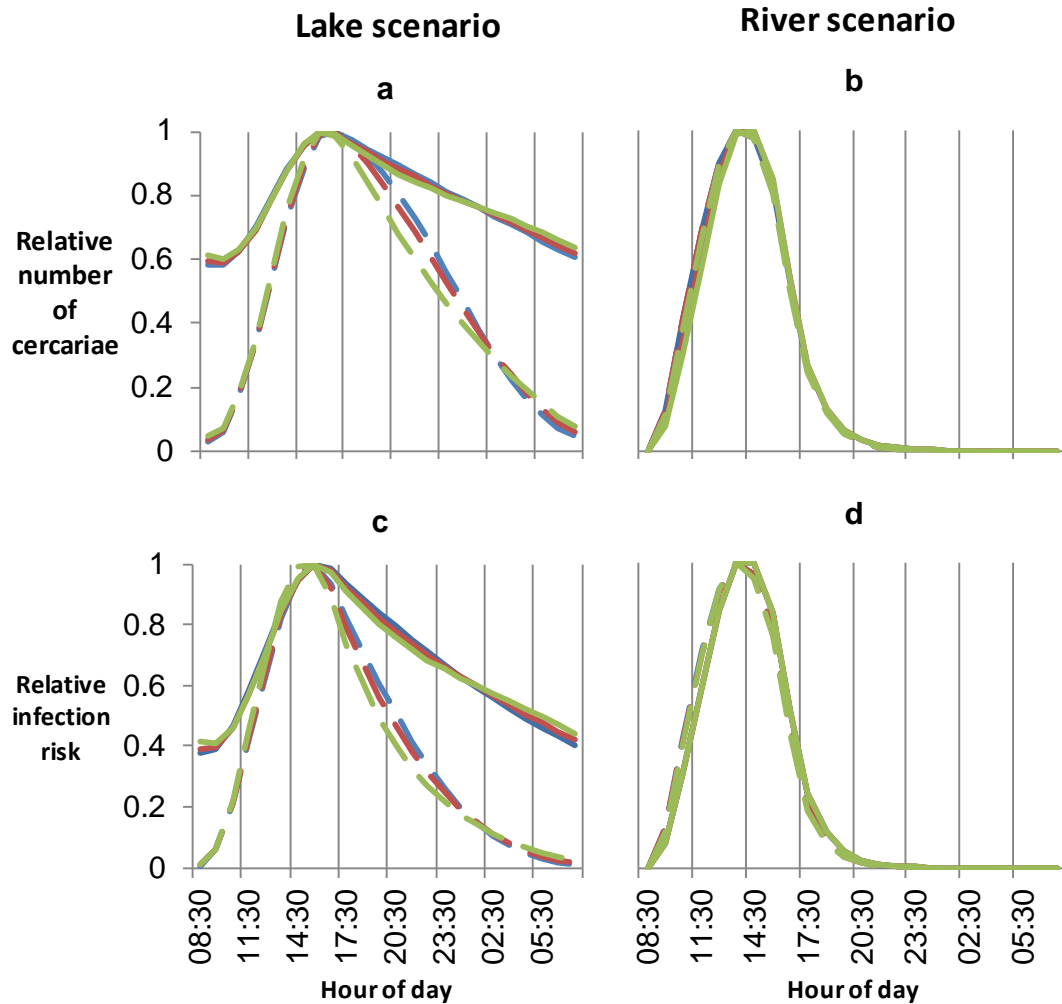 Lake scenario
River scenario
a
b
1
0.8
0.6
0.4
0.2
0
Relative
number
of
cercariae
c
d
1
0.8
0.6
0.4
0.2
0
Relative
infection
risk
08:30
11:30
14:30
17:30
20:30
23:30
02:30
05:30
08:30
11:30
14:30
17:30
20:30
23:30
02:30
05:30
Hour of day
Hour of day